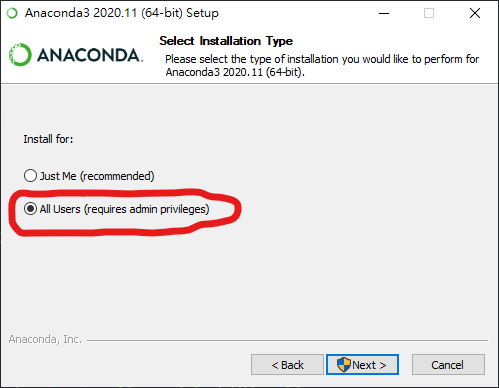 Anaconda3 2020.11 (64-bit) Setup
ANACONDA.
Select Installation Type
Please select the type of installation you would like to perform for
Anaconda3 2020.11 (64-bit).
Install for:
Just Me (recommended)
All Users (requires admin privileges)
Anaconda, Inc.
< Back
Next >
Cancel